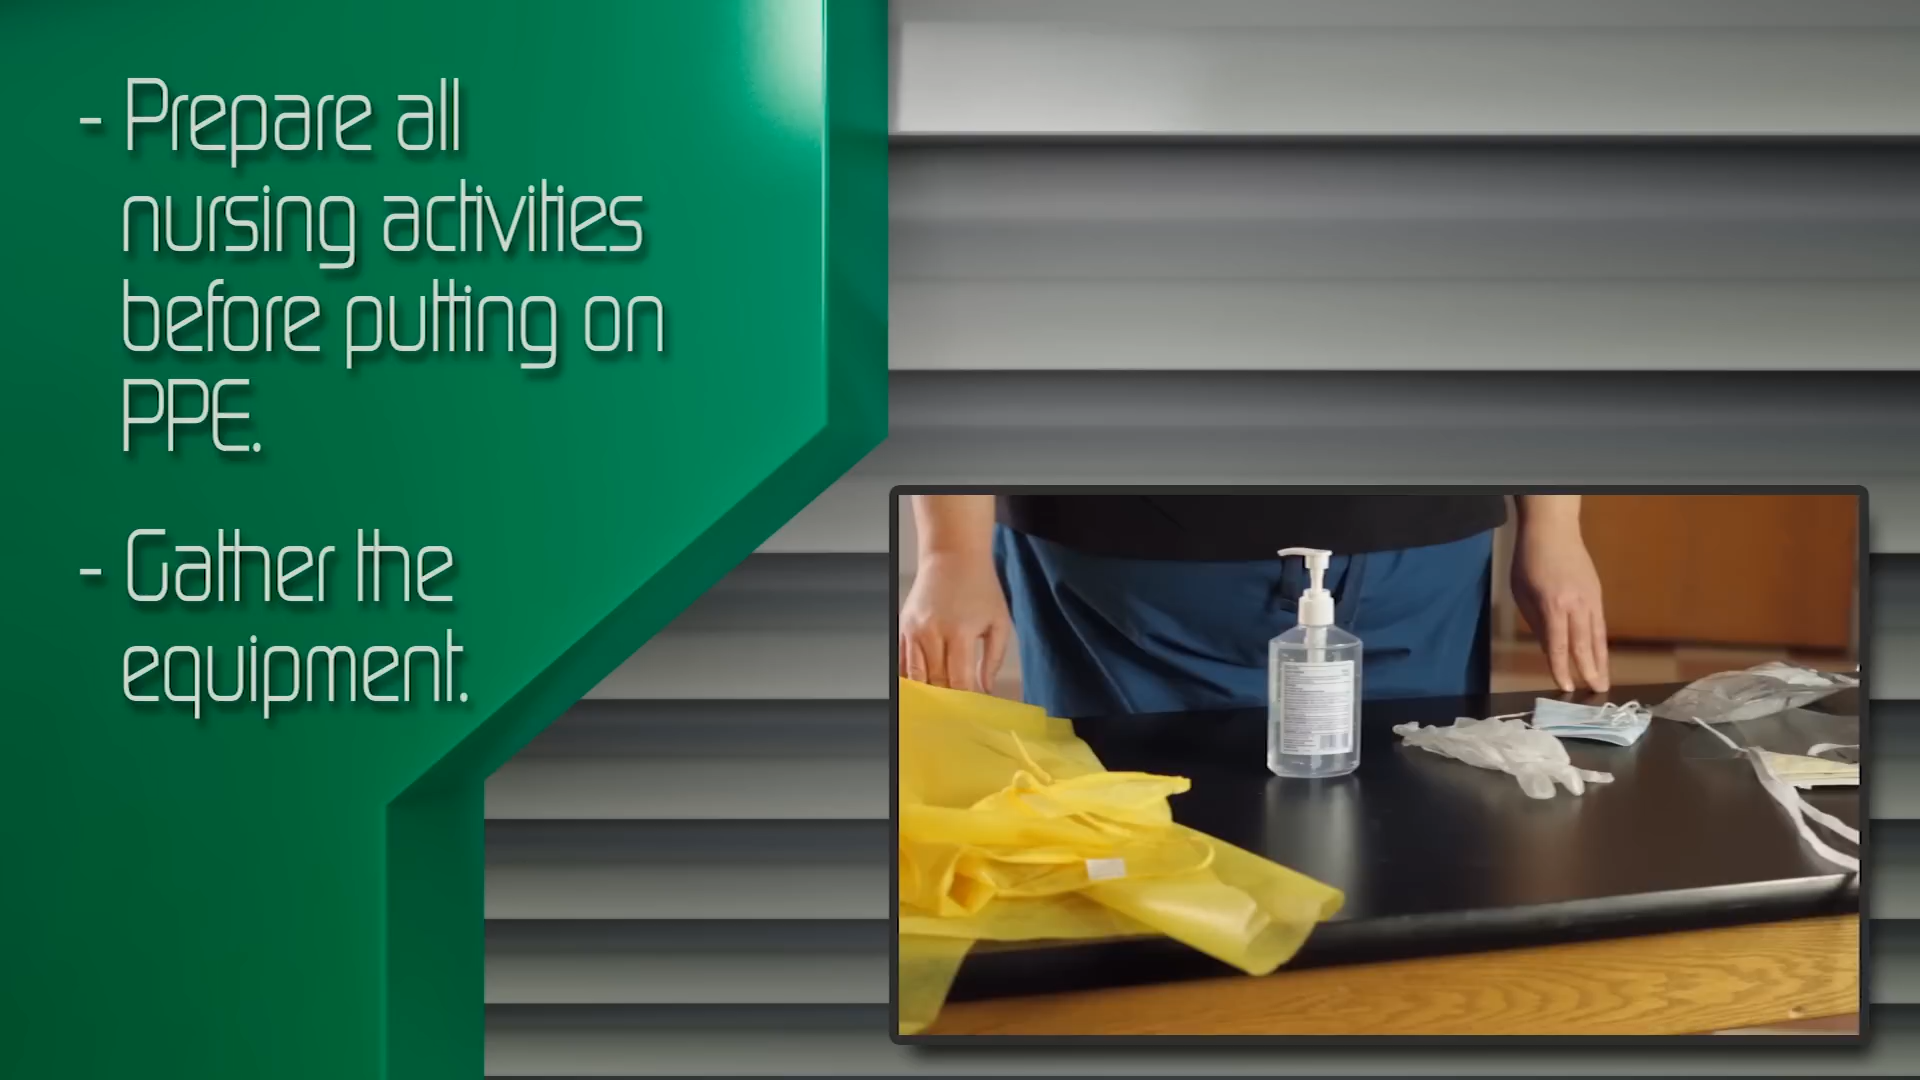 - Prepare all
nursing activities
before putting on
PPE.
- Gather the
equipment.